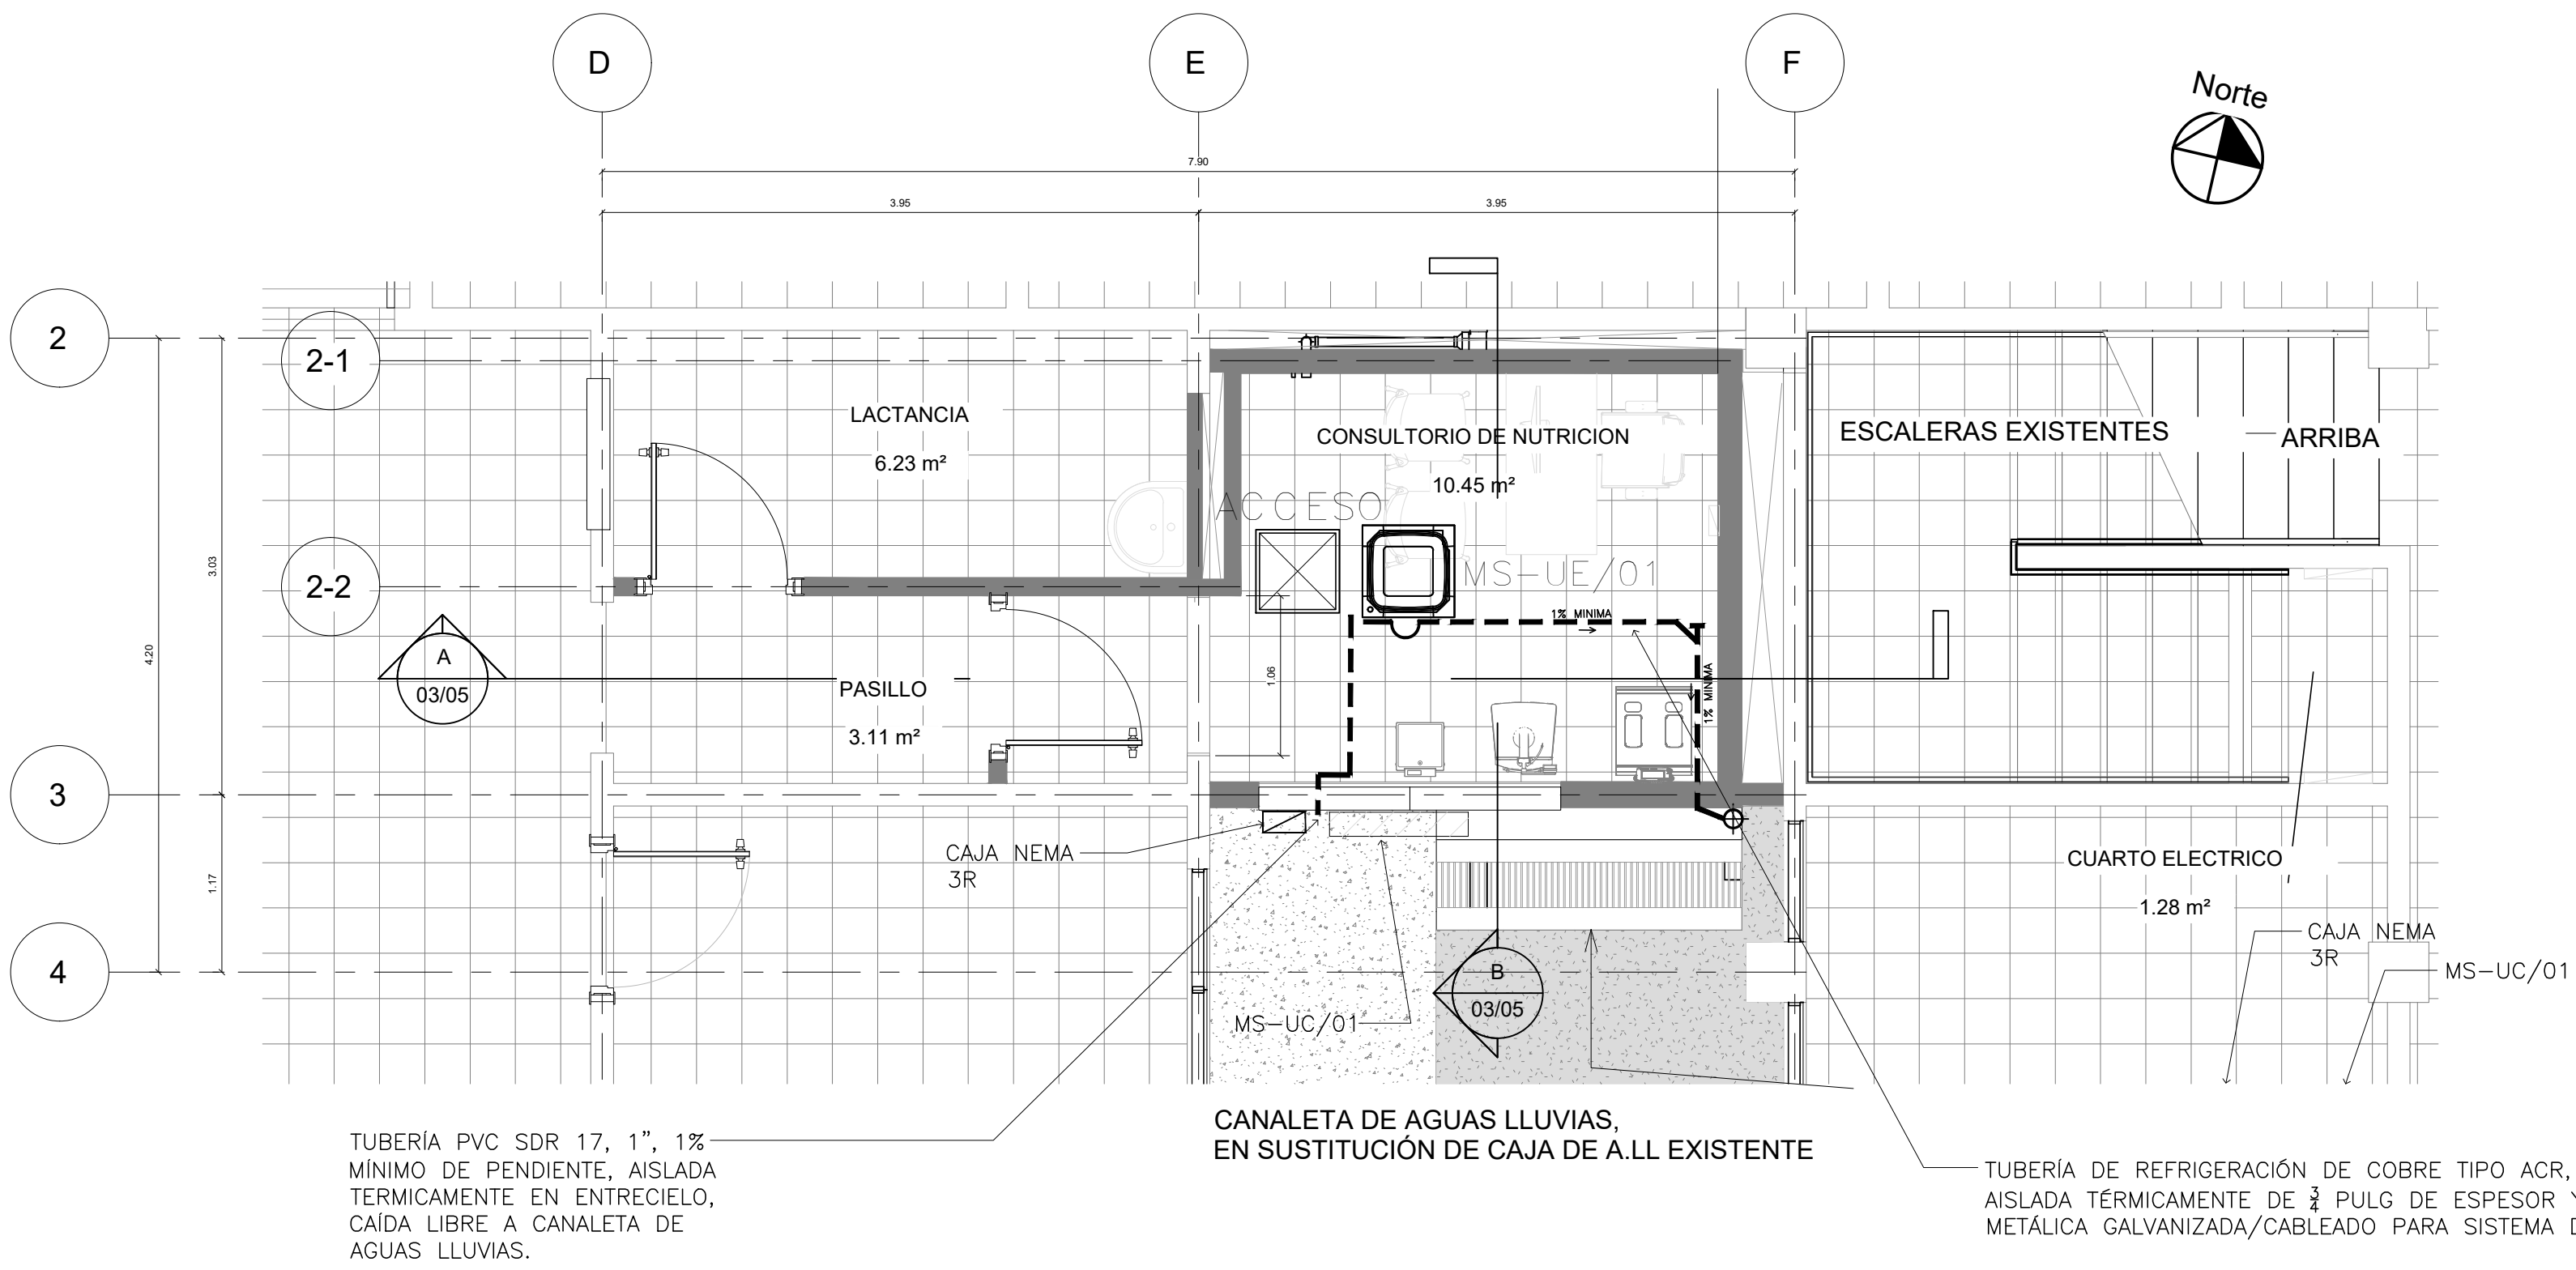 D
E
F
Norte
7.90
3.95
3.95
2
2-1
2-2
3
4
4.20
3.03
1.17
LACTANCIA
6.23 m²
CONSULTORIO DE NUTRICION
10.45 m²
ACCESO
MS-UE/01
1% MINIMA
1% MINIMA
1.06
ESCALERAS EXISTENTES
ARRIBA
A
03/05
PASILLO
3.11 m²
CAJA NEMA
3R
MS-UC/01
B
03/05
CUARTO ELECTRICO
1.28 m²
CAJA NEMA
3R
MS-UC/01
TUBERÍA PVC SDR 17, 1", 1%
MÍNIMO DE PENDIENTE, AISLADA
TERMICAMENTE EN ENTRECIELO,
CAÍDA LIBRE A CANALETA DE
AGUAS LLUVIAS.
CANALETA DE AGUAS LLUVIAS,
EN SUSTITUCIÓN DE CAJA DE A.LL EXISTENTE
TUBERÍA DE REFRIGERACIÓN DE COBRE TIPO ACR,
AISLADA TÉRMICAMENTE DE 3/4 PULG DE ESPESOR Y
METÁLICA GALVANIZADA/CABLEADO PARA SISTEMA